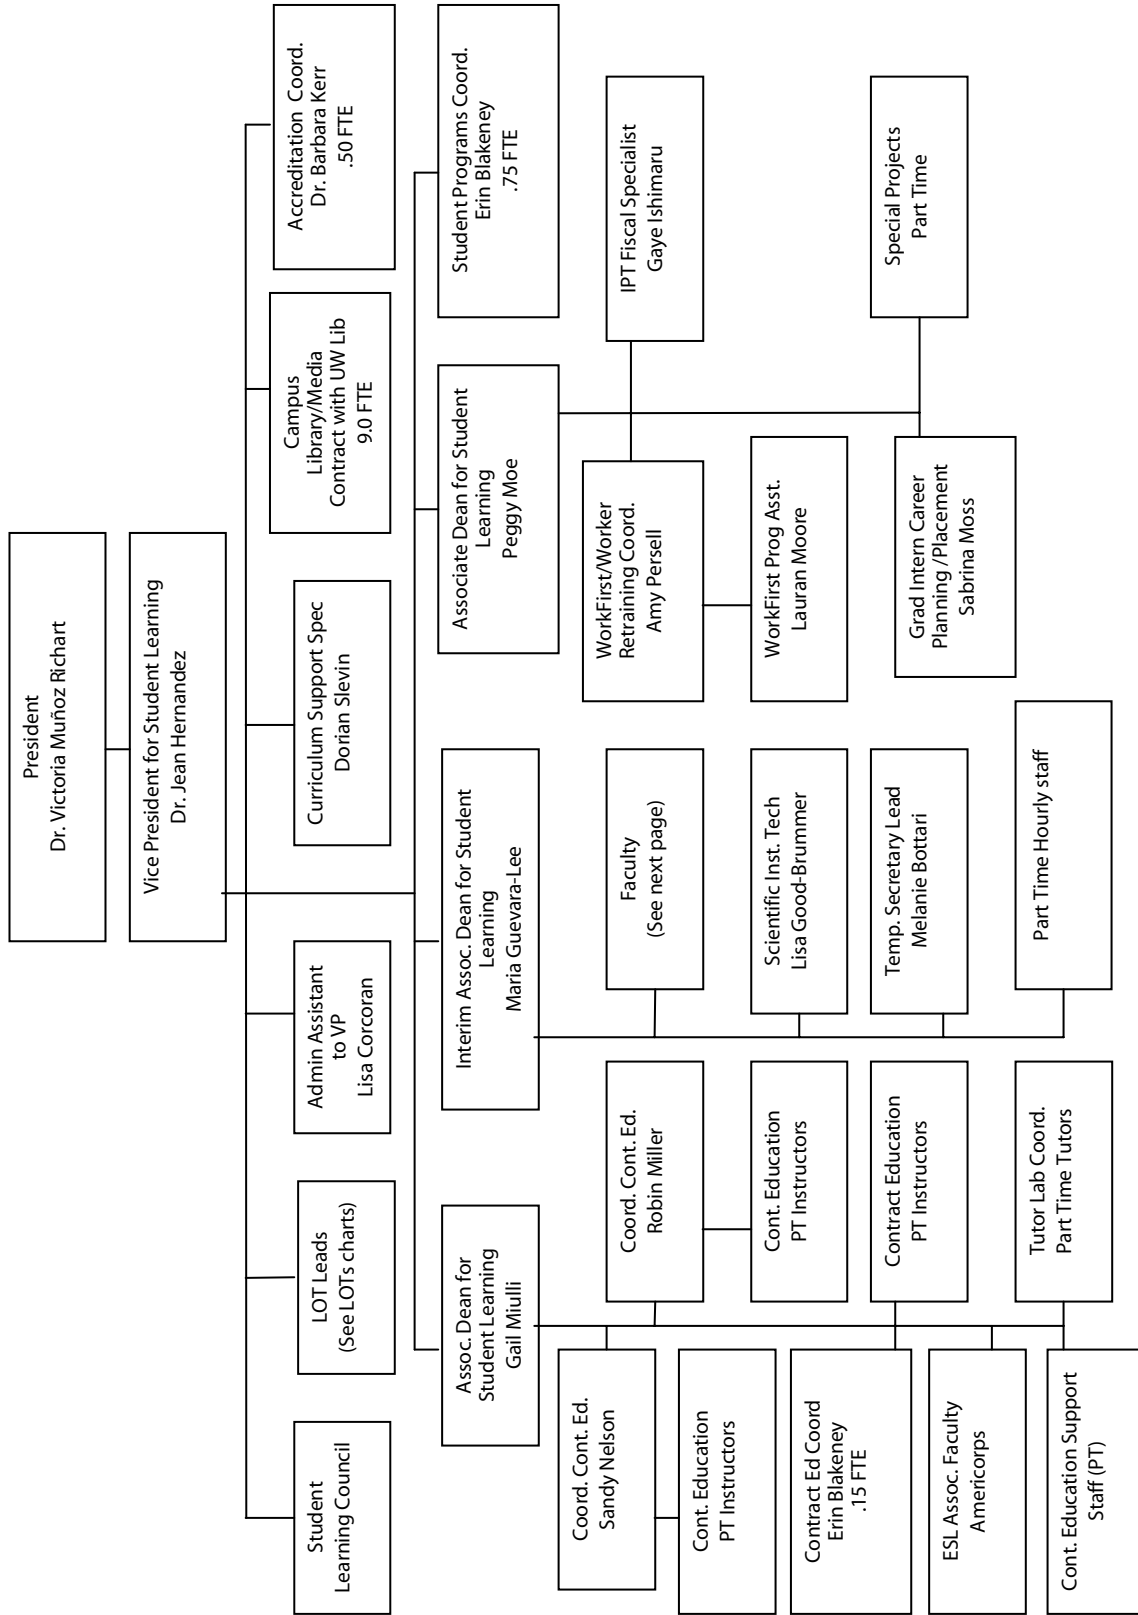 President
Dr. Victoria Muñoz Richart
Vice President for Student Learning
Dr. Jean Hernandez
Student
Learning Council
LOT Leads
(See LOTs charts)
Admin Assistant
to VP
Lisa Corcoran
Curriculum Support Spec
Dorian Slevin
Campus
Library/Media
Contract with UW Lib
9.0 FTE
Accreditation Coord.
Dr. Barbara Kerr
.50 FTE
Assoc. Dean for
Student Learning
Gail Miulli
Interim Assoc. Dean for Student
Learning
Maria Guevara-Lee
Associate Dean for Student
Learning
Peggy Moe
Student Programs Coord.
Erin Blakeney
.75 FTE
Coord. Cont. Ed.
Sandy Nelson
Cont. Education
PT Instructors
Contract Ed Coord
Erin Blakeney
.15 FTE
ESL Assoc. Faculty
Americorps
Cont. Education Support
Staff (PT)
Coord. Cont. Ed.
Robin Miller
Cont. Education
PT Instructors
Contract Education
PT Instructors
Tutor Lab Coord.
Part Time Tutors
Faculty
(See next page)
Scientific Inst. Tech
Lisa Good-Brummer
Temp. Secretary Lead
Melanie Bottari
Part Time Hourly staff
WorkFirst/Worker
Retraining Coord.
Amy Persell
WorkFirst Prog Asst.
Lauran Moore
Grad Intern Career
Planning /Placement
Sabrina Moss
IPT Fiscal Specialist
Gaye Ishimaru
Special Projects
Part Time